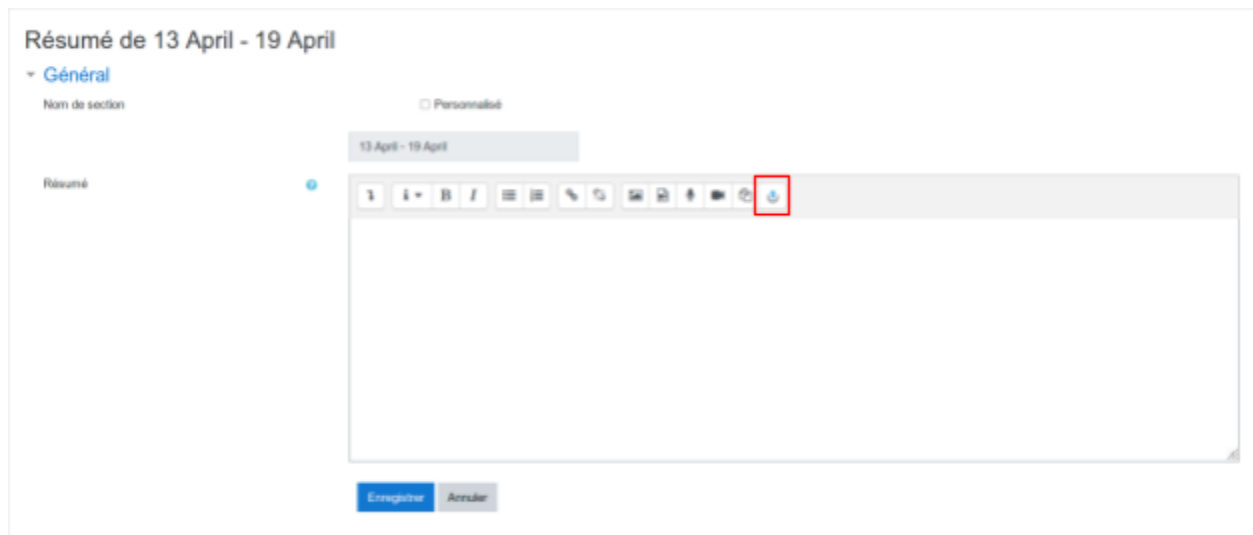 Résumé de 13 April - 19 April
Général
Nom de section
Personnalisé
13 April - 19 April
Résumé
B I
Enregistrer Annuler